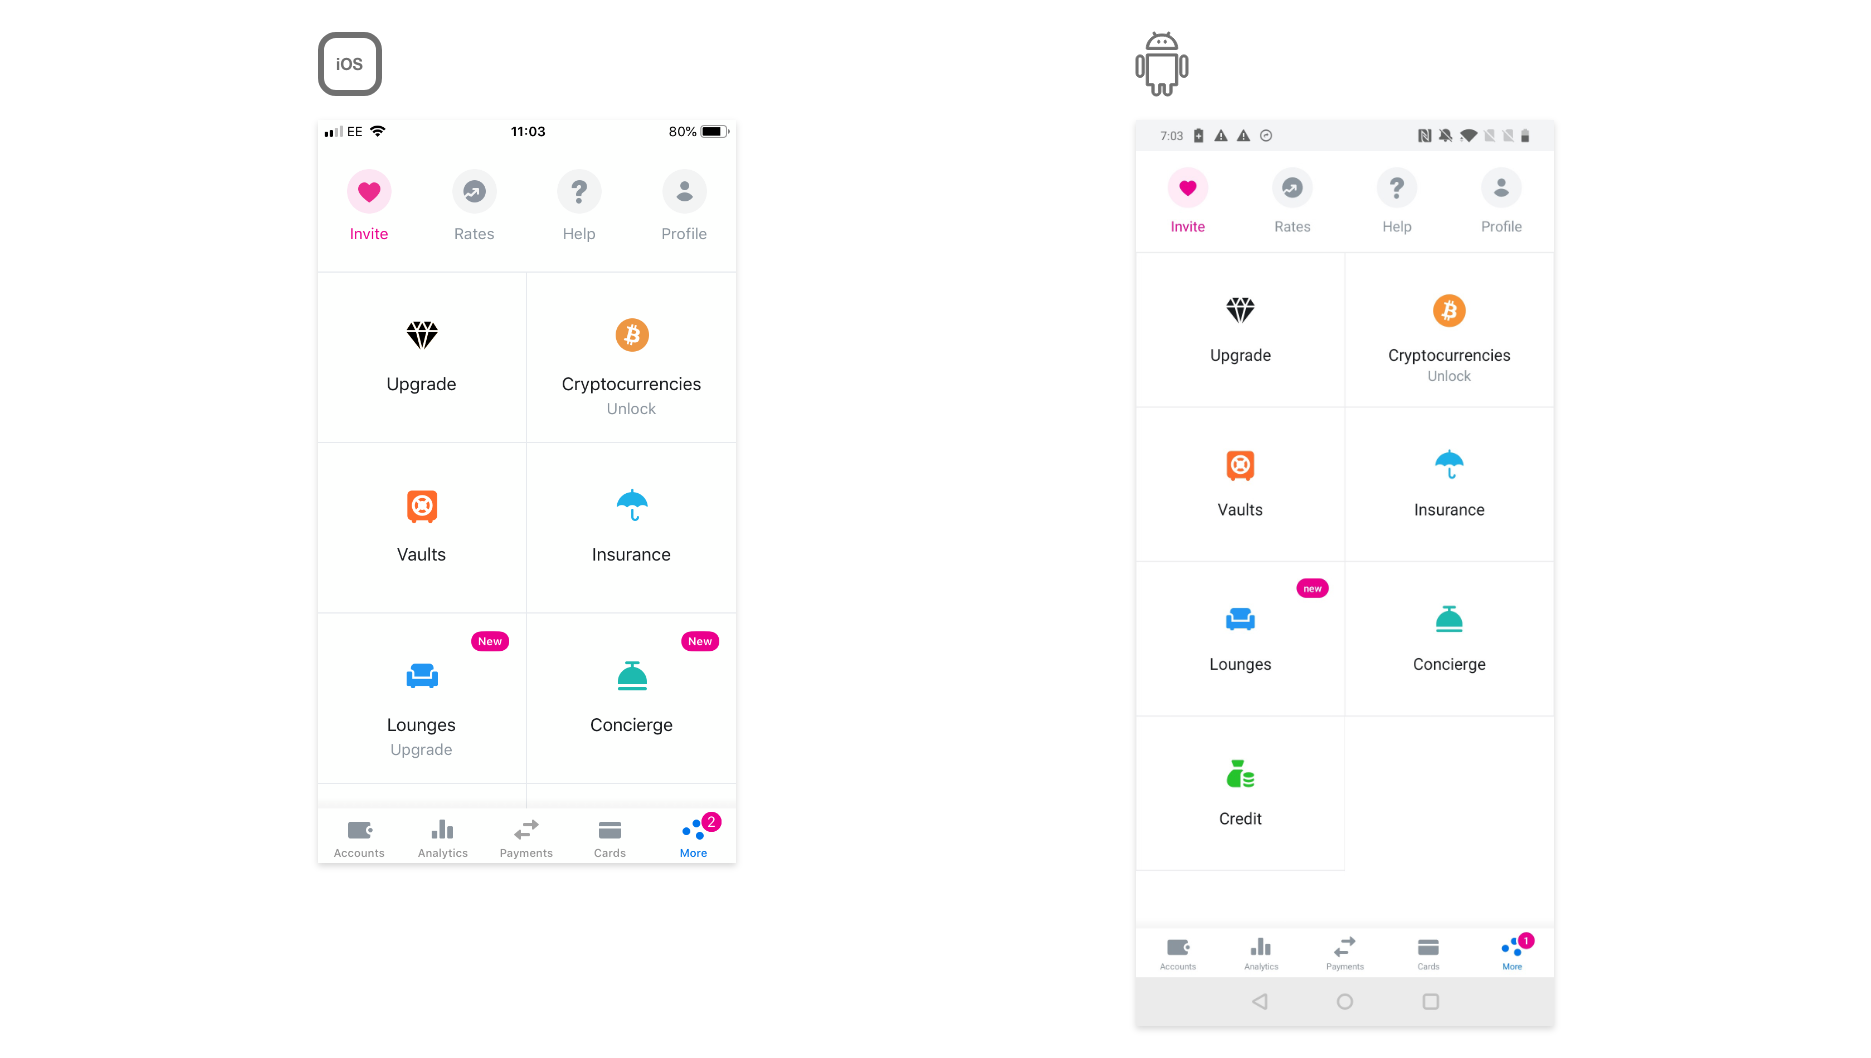 iOS
EE 11:03 80%
Invite Rates Help Profile
Upgrade Cryptocurrencies
Unlock
Vaults Insurance
New New
Lounges Concierge
Upgrade
2
Accounts Analytics Payments Cards More
7:03
Invite Rates Help Profile
Upgrade Cryptocurrencies
Unlock
Vaults Insurance
new
Lounges Concierge
Credit
1
Accounts Analytics Payments Cards More